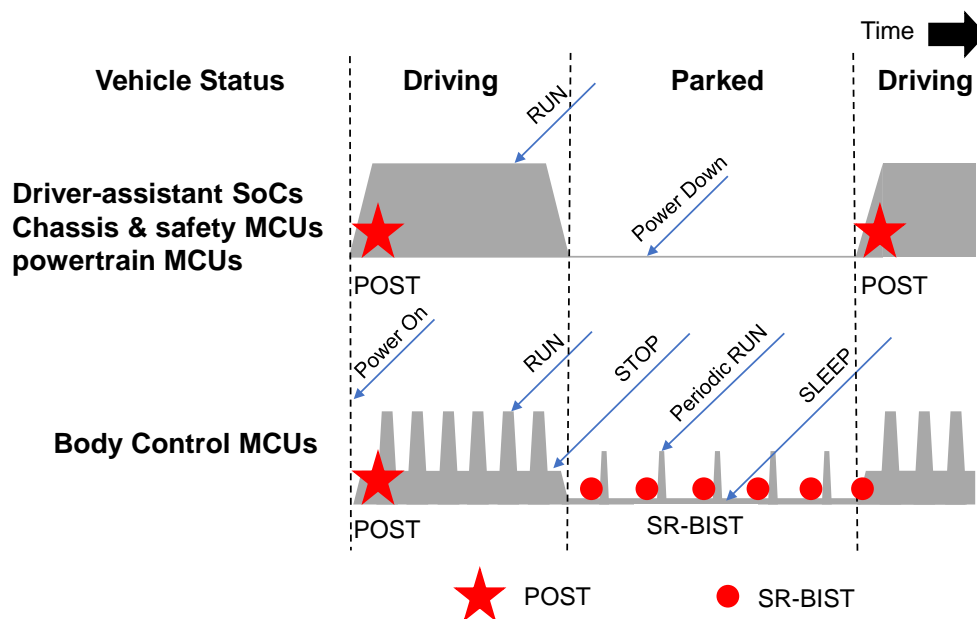 Time
Vehicle Status
Driving
Parked
Driving
RUN
Driver-assistant SoCs
Chassis & safety MCUs
powertrain MCUs
Power Down
POST
POST
Power On
RUN
STOP
Periodic RUN
SLEEP
Body Control MCUs
POST
SR-BIST
POST
SR-BIST